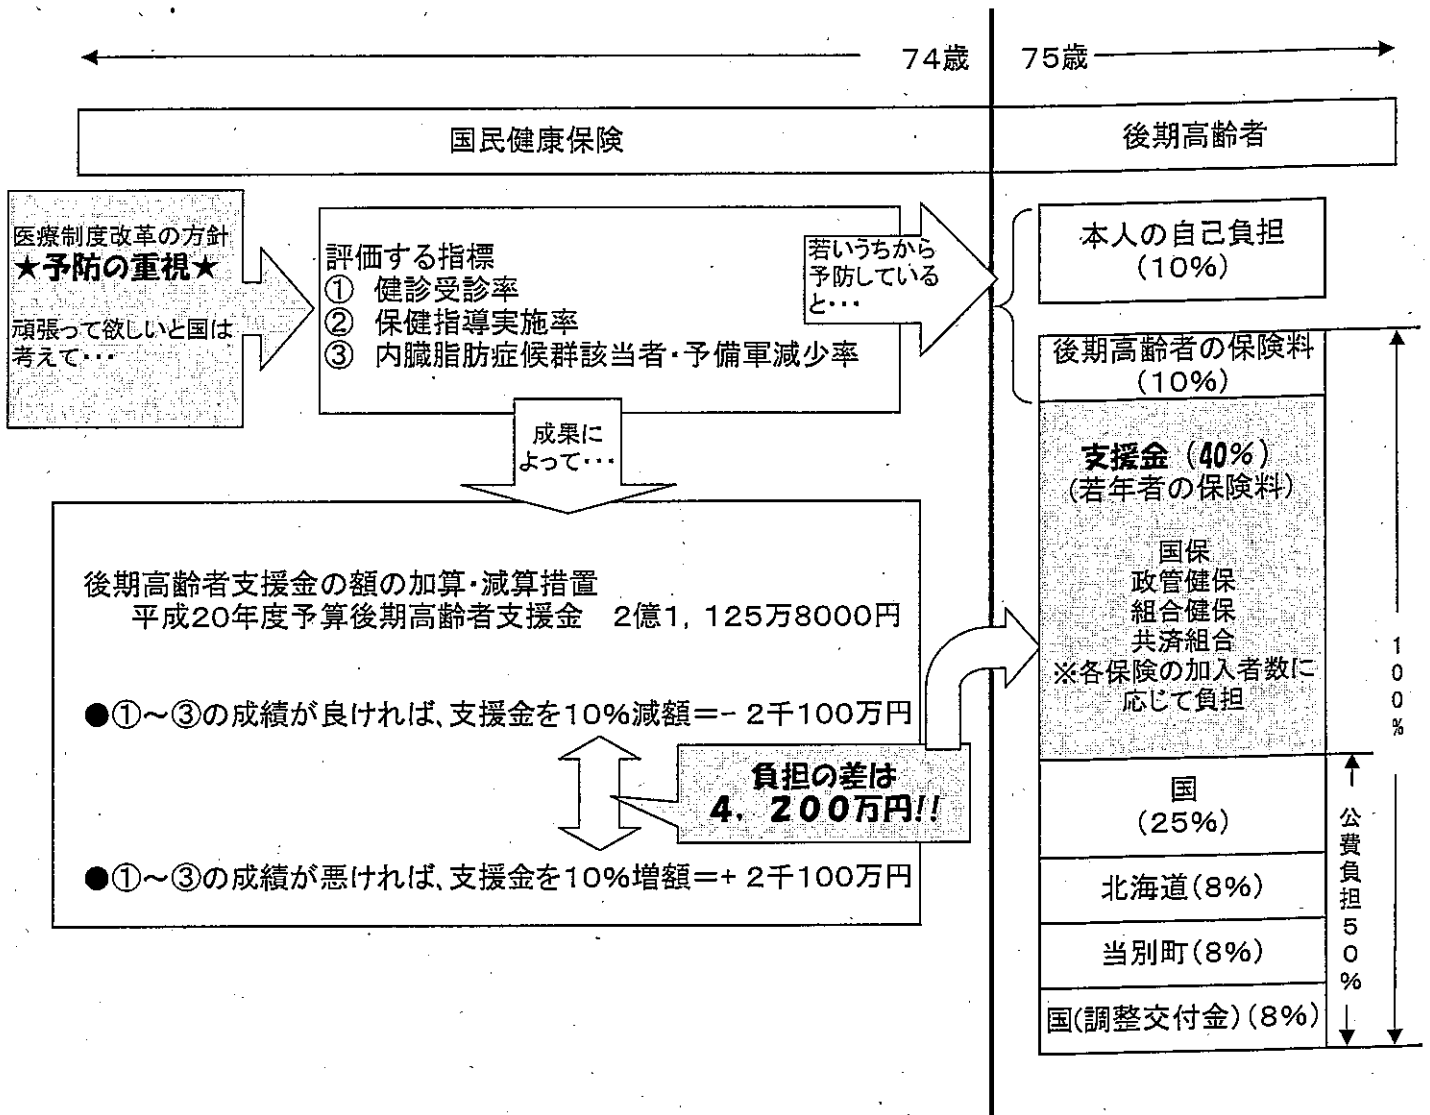 74歳
75歳
国民健康保険
後期高齢者
医療制度改革の方針
★予防の重視★
頑張って欲しいと国は
考えて・・・
評価する指標
① 健診受診率
② 保健指導実施率
③ 内臓脂肪症候群該当者・予備軍減少率
若いうちから
予防している
と・・・
成果に
よって・・・
後期高齢者支援金の額の加算・減算措置
平成20年度予算後期高齢者支援金 2億1,125万8000円
●①～③の成績が良ければ、支援金を10%減額=- 2千100万円
負担の差は
4,200万円!!
●①～③の成績が悪ければ、支援金を10%増額=+ 2千100万円
本人の自己負担
(10%)
後期高齢者の保険料
(10%)
支援金(40%)
(若年者の保険料)
国保
政管健保
組合健保
共済組合
※各保険の加入者数に
応じて負担
国
(25%)
北海道(8%)
当別町(8%)
国(調整交付金)(8%)
公費負担50%
100%